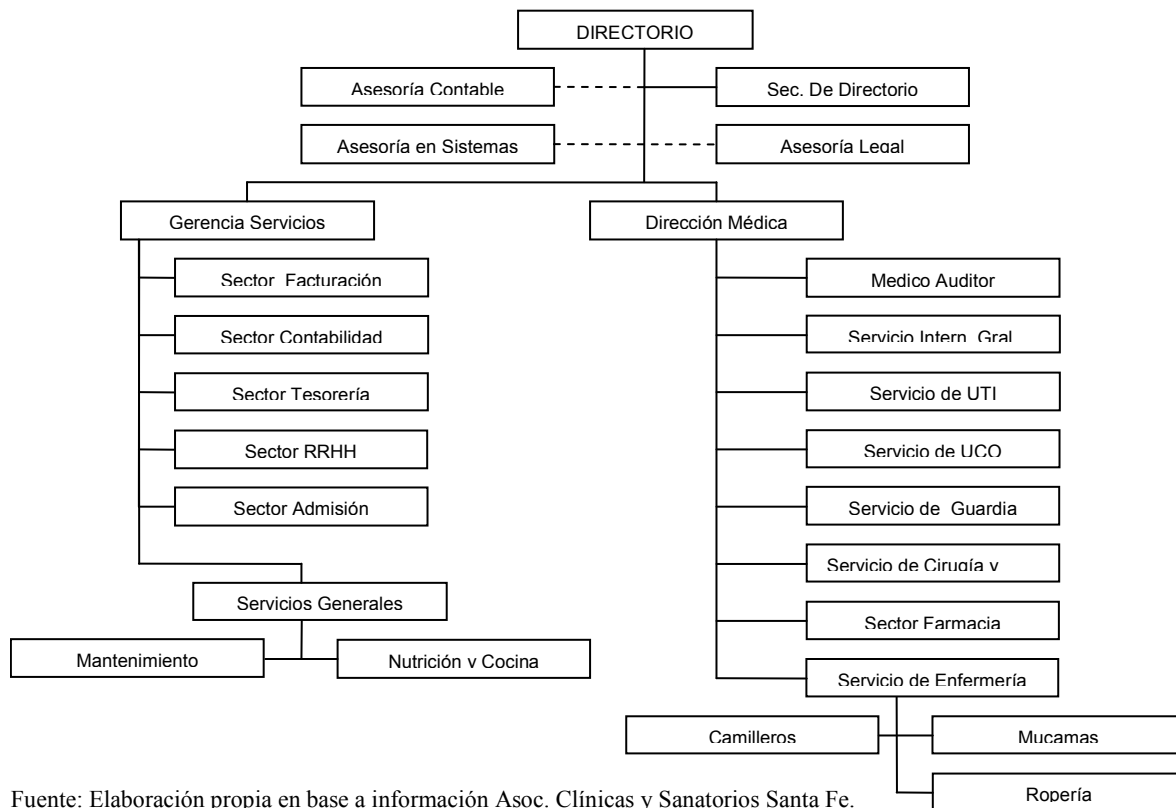 DIRECTORIO
Asesoría Contable
Sec. De Directorio
Asesoría en Sistemas
Asesoría Legal
Gerencia Servicios
Dirección Médica
Sector Facturación
Sector Contabilidad
Sector Tesorería
Sector RRHH
Sector Admisión
Servicios Generales
Mantenimiento
Nutrición y Cocina
Medico Auditor
Servicio Intern. Gral
Servicio de UTI
Servicio de UCO
Servicio de Guardia
Servicio de Cirugía y
Sector Farmacia
Servicio de Enfermería
Camilleros
Mucamas
Ropería
Fuente: Elaboración propia en base a información Asoc. Clínicas y Sanatorios Santa Fe.